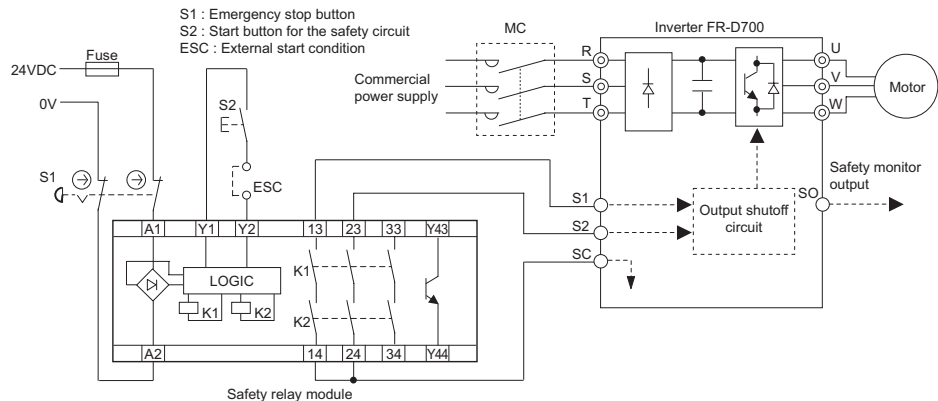 S1 : Emergency stop button
S2 : Start button for the safety circuit
ESC : External start condition
MC
Inverter FR-D700
Fuse
24VDC
0V
S1
S2
ESC
Commercial
power supply
R
S
T
U
V
W
Motor
S1
S2
SC
Output shutoff
circuit
SO
Safety monitor
output
A1
Y1
Y2
13
23
33
Y43
LOGIC
K1
K2
K1
K2
A2
14
24
34
Y44
Safety relay module